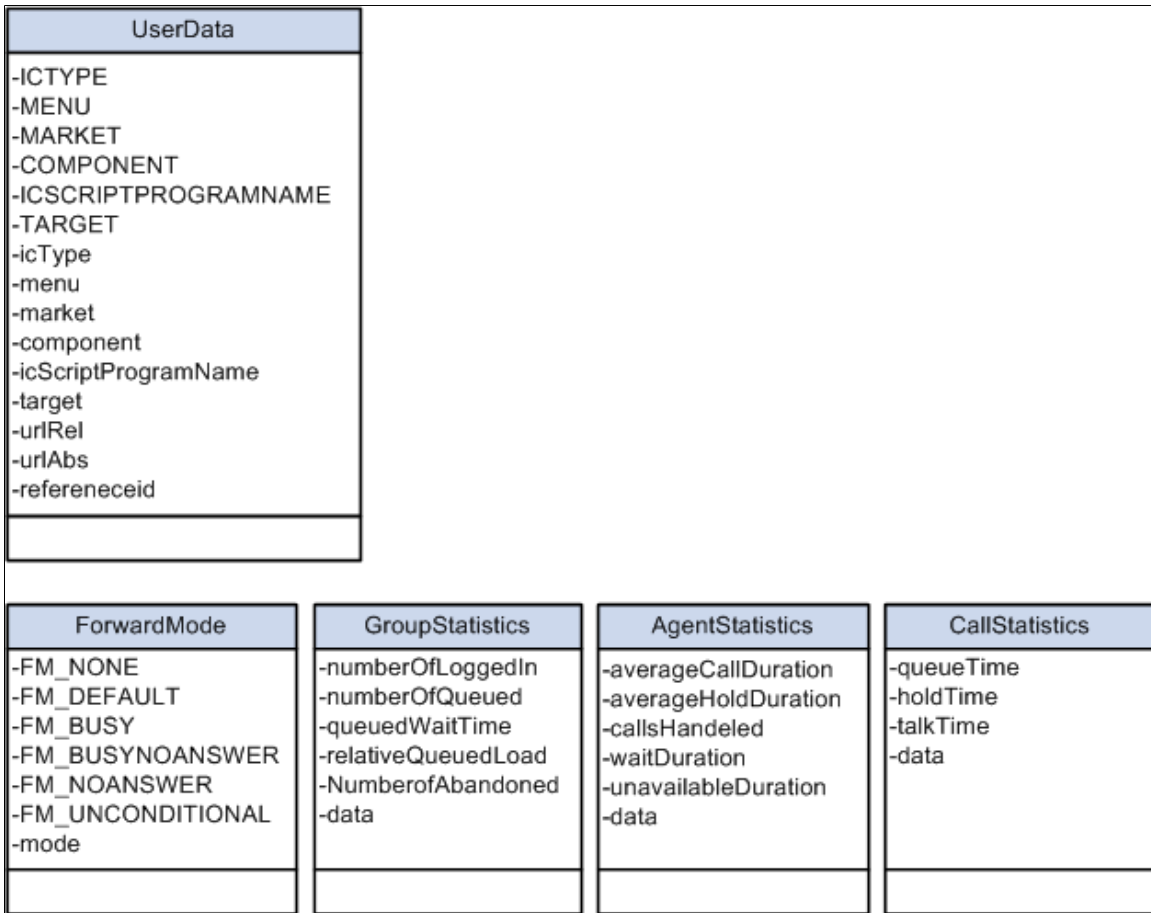 UserData
-ICTYPE
-MENU
-MARKET
-COMPONENT
-ICSCRIPTPROGRAMNAME
-TARGET
-icType
-menu
-market
-component
-icScriptProgramName
-target
-urlRel
-urlAbs
-refereneceid
ForwardMode
-FM_NONE
-FM_DEFAULT
-FM_BUSY
-FM_BUSYNOANSWER
-FM_NOANSWER
-FM_UNCONDITIONAL
-mode
GroupStatistics
-numberOfLoggedIn
-numberOfQueued
-queuedWaitTime
-relativeQueuedLoad
-NumberofAbandoned
-data
AgentStatistics
-averageCallDuration
-averageHoldDuration
-callsHandeled
-waitDuration
-unavailableDuration
-data
CallStatistics
-queueTime
-holdTime
-talkTime
-data